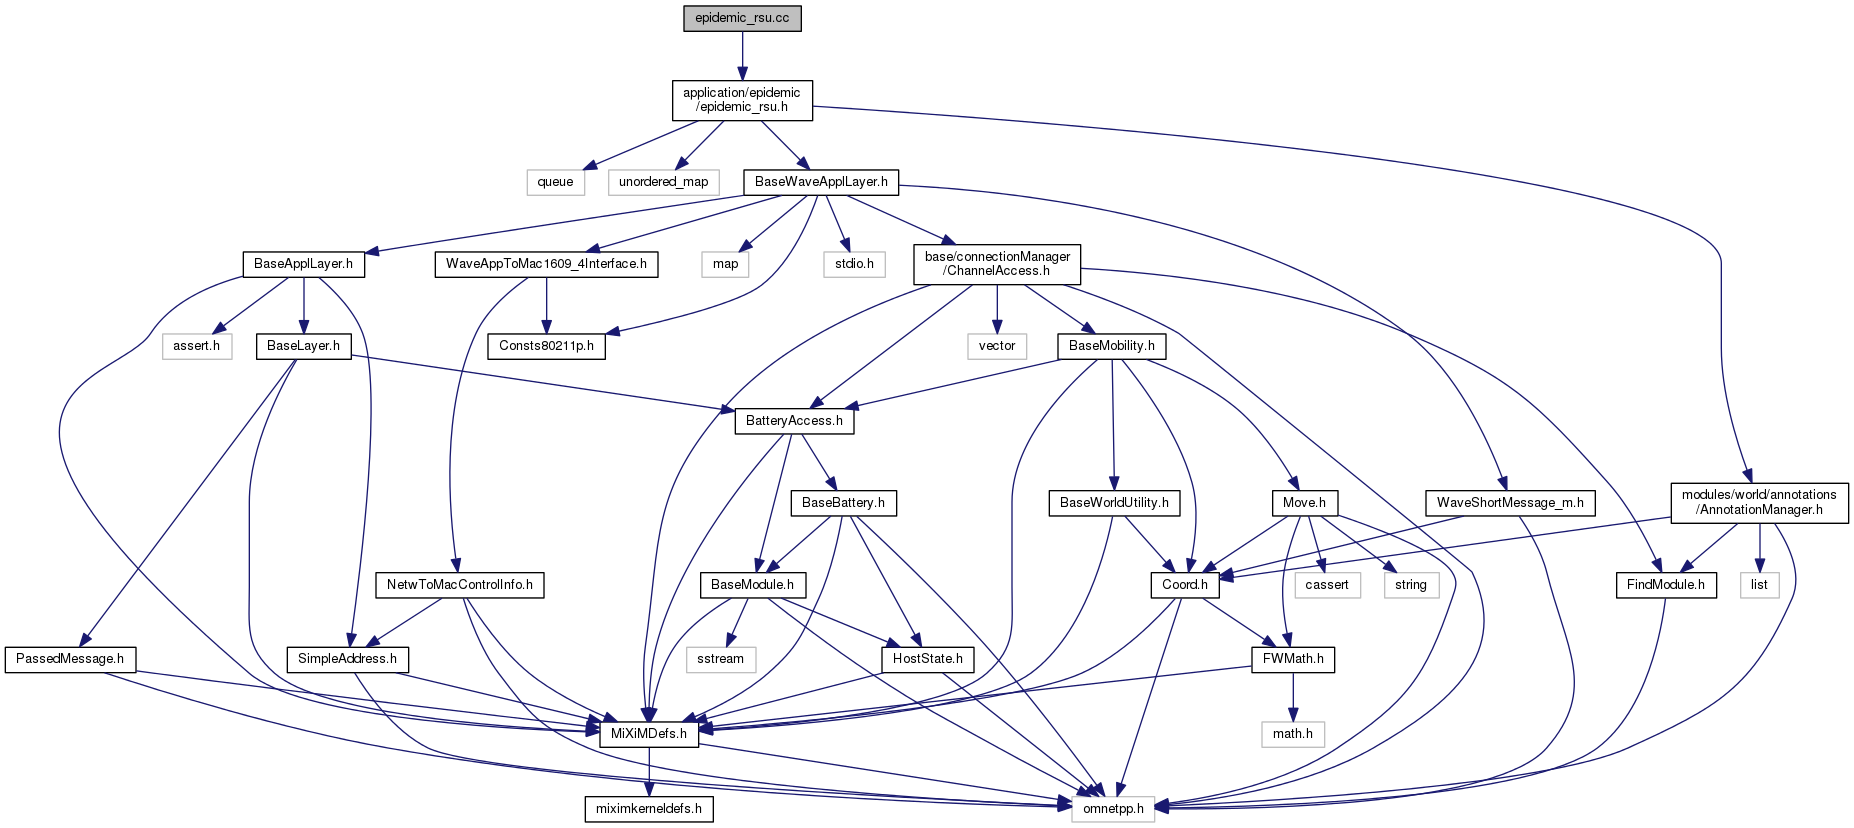 epidemic_rsu.cc
application/epidemic
/epidemic_rsu.h
queue
unordered_map
BaseWaveApplLayer.h
BaseApplLayer.h
WaveAppToMac1609_4Interface.h
map
stdio.h
base/connectionManager
/ChannelAccess.h
assert.h
BaseLayer.h
Consts80211p.h
vector
BaseMobility.h
BatteryAccess.h
BaseBattery.h
BaseWorldUtility.h
Move.h
WaveShortMessage_m.h
modules/world/annotations
/AnnotationManager.h
NetwToMacControlInfo.h
BaseModule.h
Coord.h
cassert
string
FindModule.h
list
PassedMessage.h
SimpleAddress.h
sstream
HostState.h
FWMath.h
MiXiMDefs.h
math.h
miximkerneldefs.h
omnetpp.h